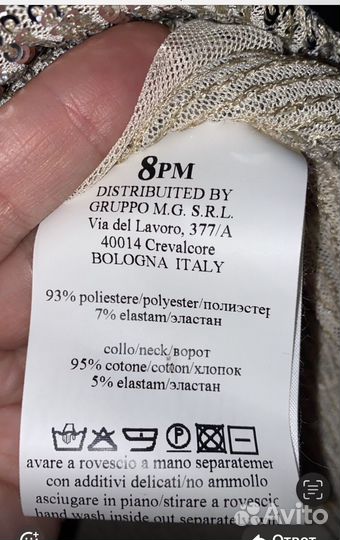 8PM
DISTRIBUITED BY
GRUPPO M.G. S.R.L.
Via del Lavoro, 377/A
40014 Crevalcore
BOLOGNA ITALY
93% poliestere/polyester/полиэстер
7% elastam/эластан
collo/neck/ворот
95% cotone/cotton/хлопок
5% elastam/эластан
P
avare a rovescio a mano separatemen
con additivi delicati/no ammollo
asciugare in piano/stirare a rovescio
hand wash inside out separate
Avito
Ответ